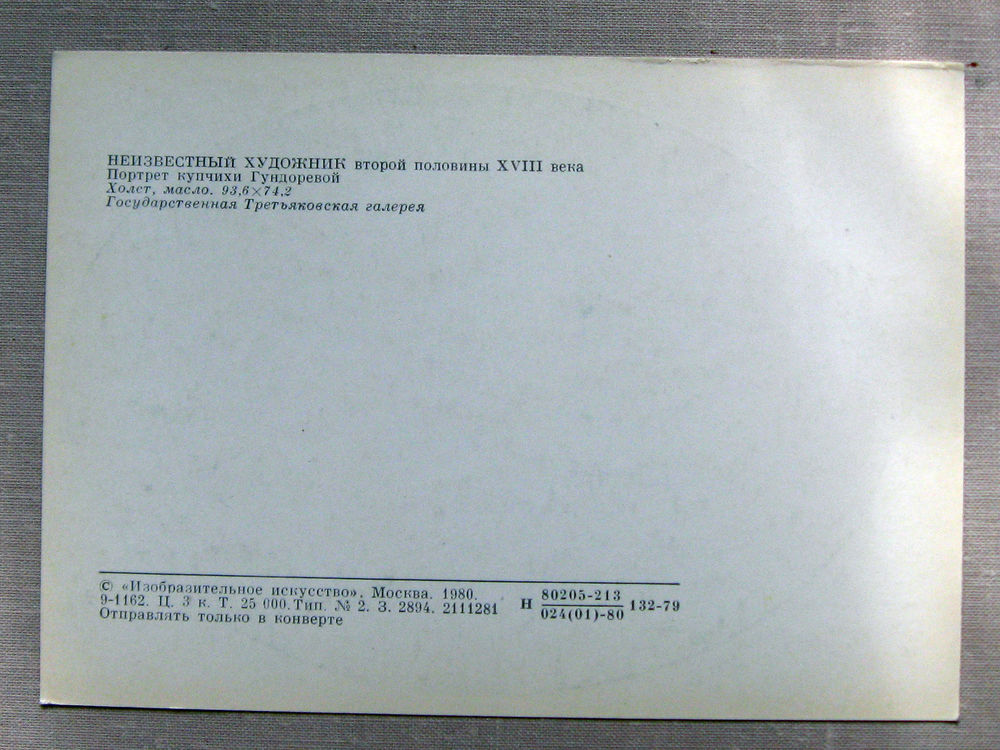 НЕИЗВЕСТНЫЙ ХУДОЖНИК второй половины XVIII века
Портрет купчихи Гундоревой
Холст, масло. 93,6×74,2
Государственная Третьяковская галерея
© «Изобразительное искусство». Москва. 1980.
9-1162. Ц. 3 к. Т. 25 000. Тип. № 2. З. 2894. 2111281
Отправлять только в конверте
Н 80205-213 132-79
024(01)-80